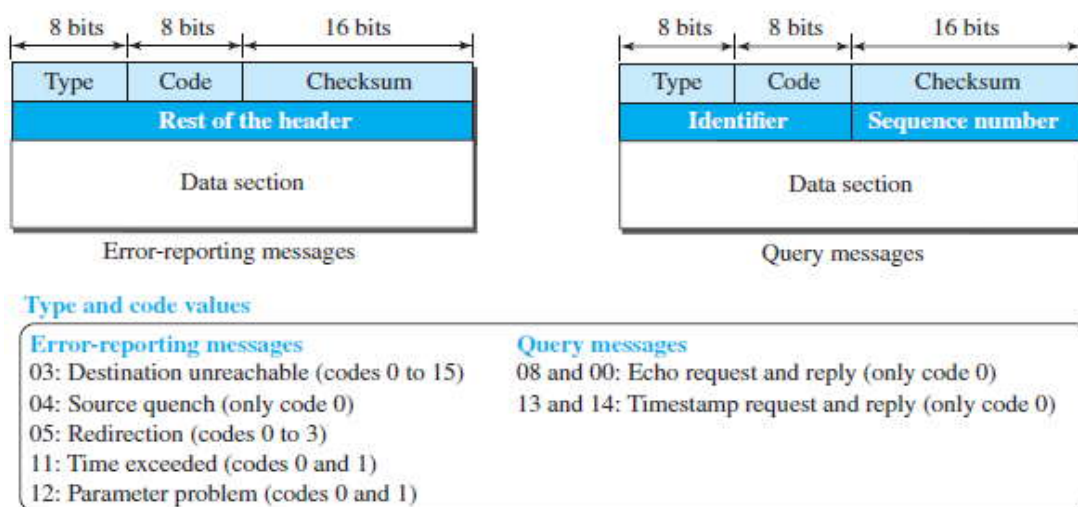 8 bits 8 bits 16 bits
Type Code Checksum
Rest of the header
Data section
Error-reporting messages
8 bits 8 bits 16 bits
Type Code Checksum
Identifier Sequence number
Data section
Query messages
Type and code values
Error-reporting messages
03: Destination unreachable (codes 0 to 15)
04: Source quench (only code 0)
05: Redirection (codes 0 to 3)
11: Time exceeded (codes 0 and 1)
12: Parameter problem (codes 0 and 1)
Query messages
08 and 00: Echo request and reply (only code 0)
13 and 14: Timestamp request and reply (only code 0)